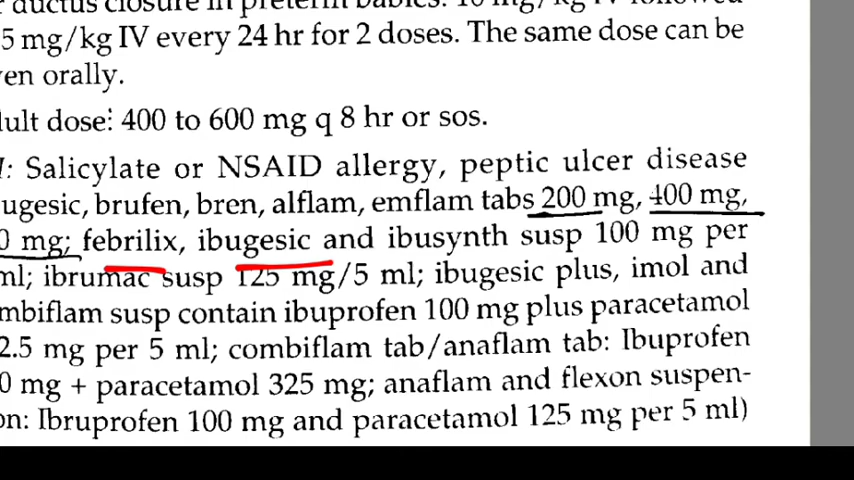 ductus closure in preterm babies: 10 mg/kg IV followed
5 mg/kg IV every 24 hr for 2 doses. The same dose can be
ven orally.
ult dose: 400 to 600 mg q 8 hr or sos.
I: Salicylate or NSAID allergy, peptic ulcer disease
ugesic, brufen, bren, alflam, emflam tabs 200 mg, 400 mg,
0 mg; febrilix, ibugesic and ibusynth susp 100 mg per
ml; ibrumac susp 125 mg/5 ml; ibugesic plus, imol and
mbiflam susp contain ibuprofen 100 mg plus paracetamol
2.5 mg per 5 ml; combiflam tab/anaflam tab: Ibuprofen
0 mg + paracetamol 325 mg; anaflam and flexon suspen-
on: Ibruprofen 100 mg and paracetamol 125 mg per 5 ml)